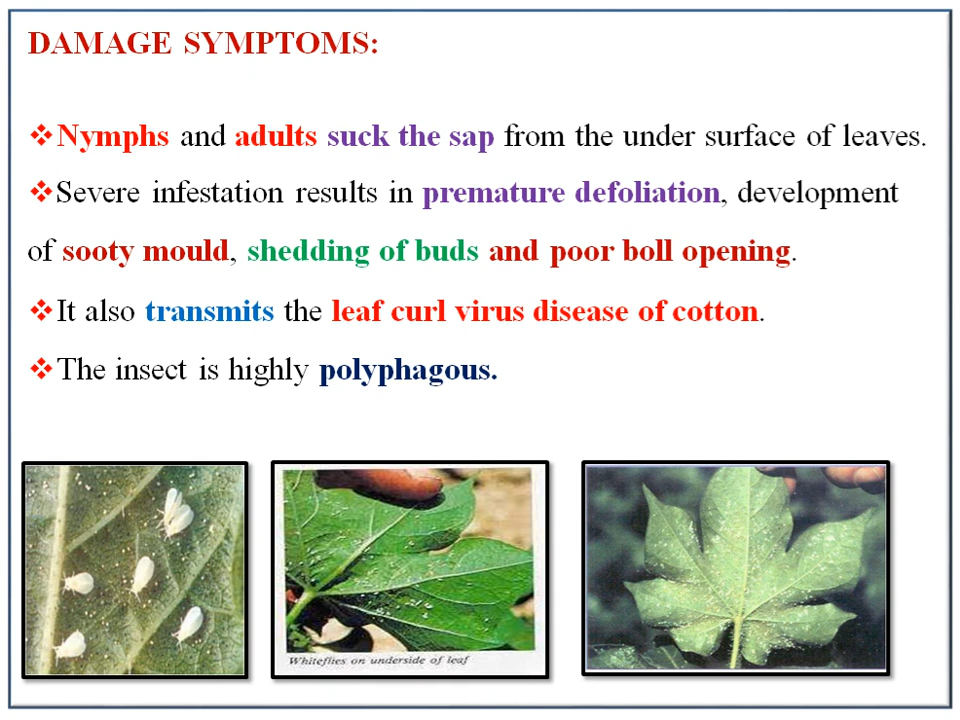 DAMAGE SYMPTOMS:
❖Nymphs and adults suck the sap from the under surface of leaves.
❖Severe infestation results in premature defoliation, development
of sooty mould, shedding of buds and poor boll opening.
❖It also transmits the leaf curl virus disease of cotton.
❖The insect is highly polyphagous.
Whiteflies on underside of leaf